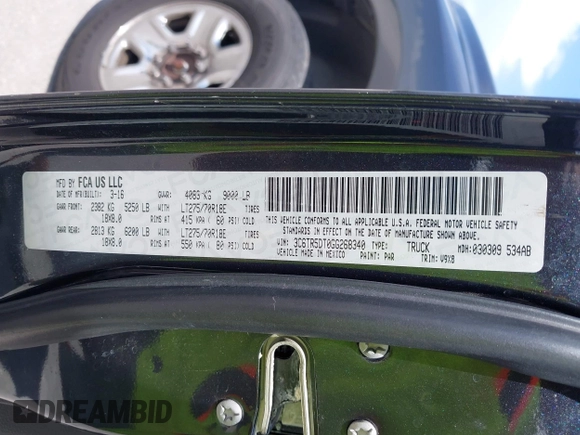 MFD BY FCA US LLC
DATE OF MFR(BUILT): 3-16 GVWR: 4083 KG 9000 LB
GAWR FRONT: 2382 KG 5250 LB WITH LT275/70R18E TIRES
18X8.0 RIMS AT 415 KPA ( 60 PSI) COLD
GAWR REAR: 2813 KG 6200 LB WITH LT275/70R18E TIRES
18X8.0 RIMS AT 550 KPA ( 80 PSI) COLD
THIS VEHICLE CONFORMS TO ALL
APPLICABLE U.S.A. FEDERAL MOTOR VEHICLE SAFETY
STANDARDS IN EFFECT ON THE DATE OF
MANUFACTURE SHOWN ABOVE.
VIN: 3C6TR5DT0GG268340 TYPE: TRUCK MDH: 030309 534AB
VEHICLE MADE IN MEXICO PAINT: PAR TRIM: V9X8
DREAMBID